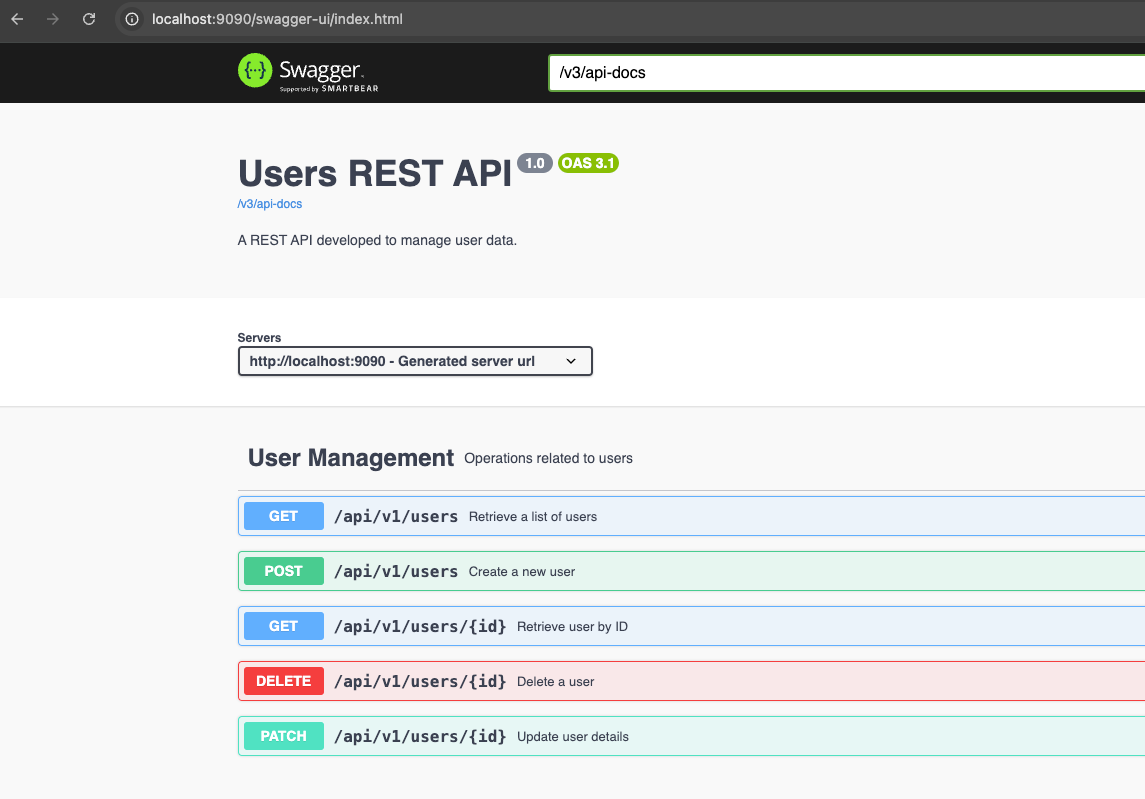 localhost:9090/swagger-ui/index.html
{···} Swagger.
Supported by SMARTBEAR
/v3/api-docs
Users REST API 1.0 OAS 3.1
/v3/api-docs
A REST API developed to manage user data.
Servers
http://localhost:9090 - Generated server url
User Management Operations related to users
GET /api/v1/users Retrieve a list of users
POST /api/v1/users Create a new user
GET /api/v1/users/{id} Retrieve user by ID
DELETE /api/v1/users/{id} Delete a user
PATCH /api/v1/users/{id} Update user details